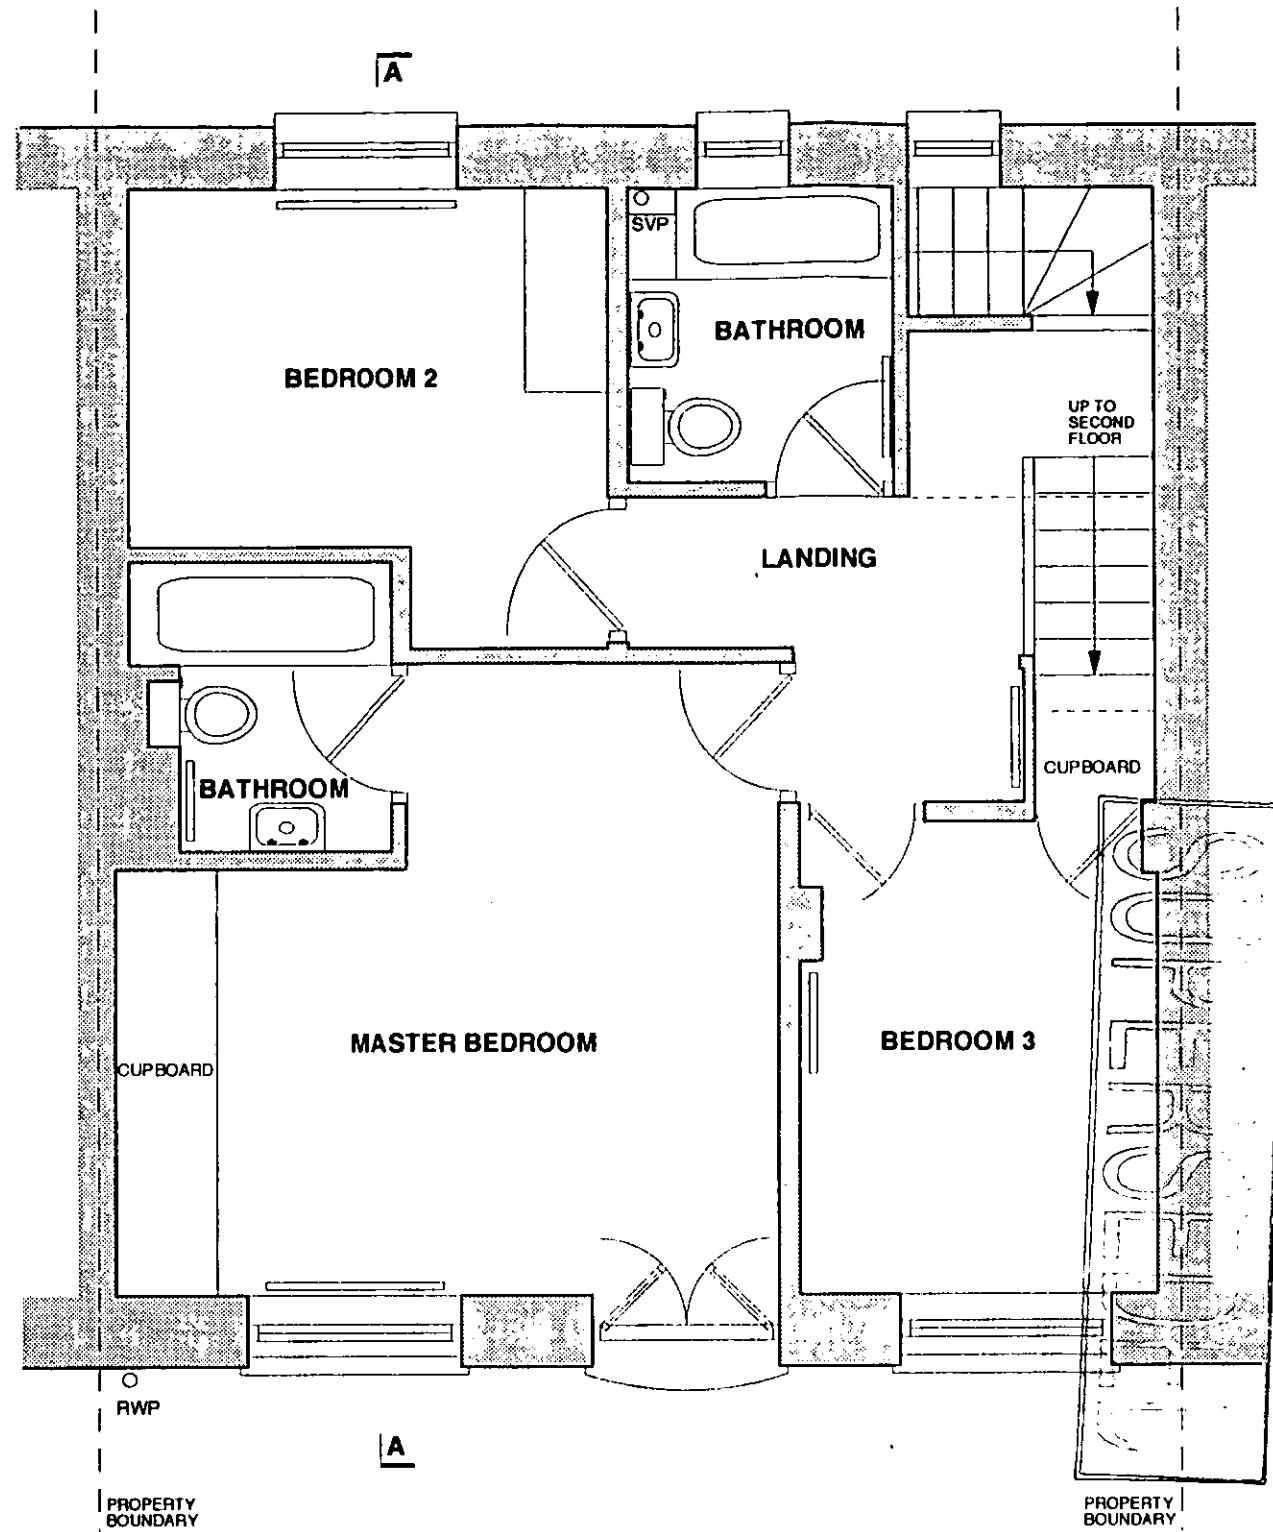 A
SVP
BATHROOM
BEDROOM 2
UP TO
SECOND
FLOOR
LANDING
CUPBOARD
BATHROOM
MASTER BEDROOM
BEDROOM 3
CUPBOARD
RWP
A
PROPERTY
BOUNDARY
PROPERTY
BOUNDARY